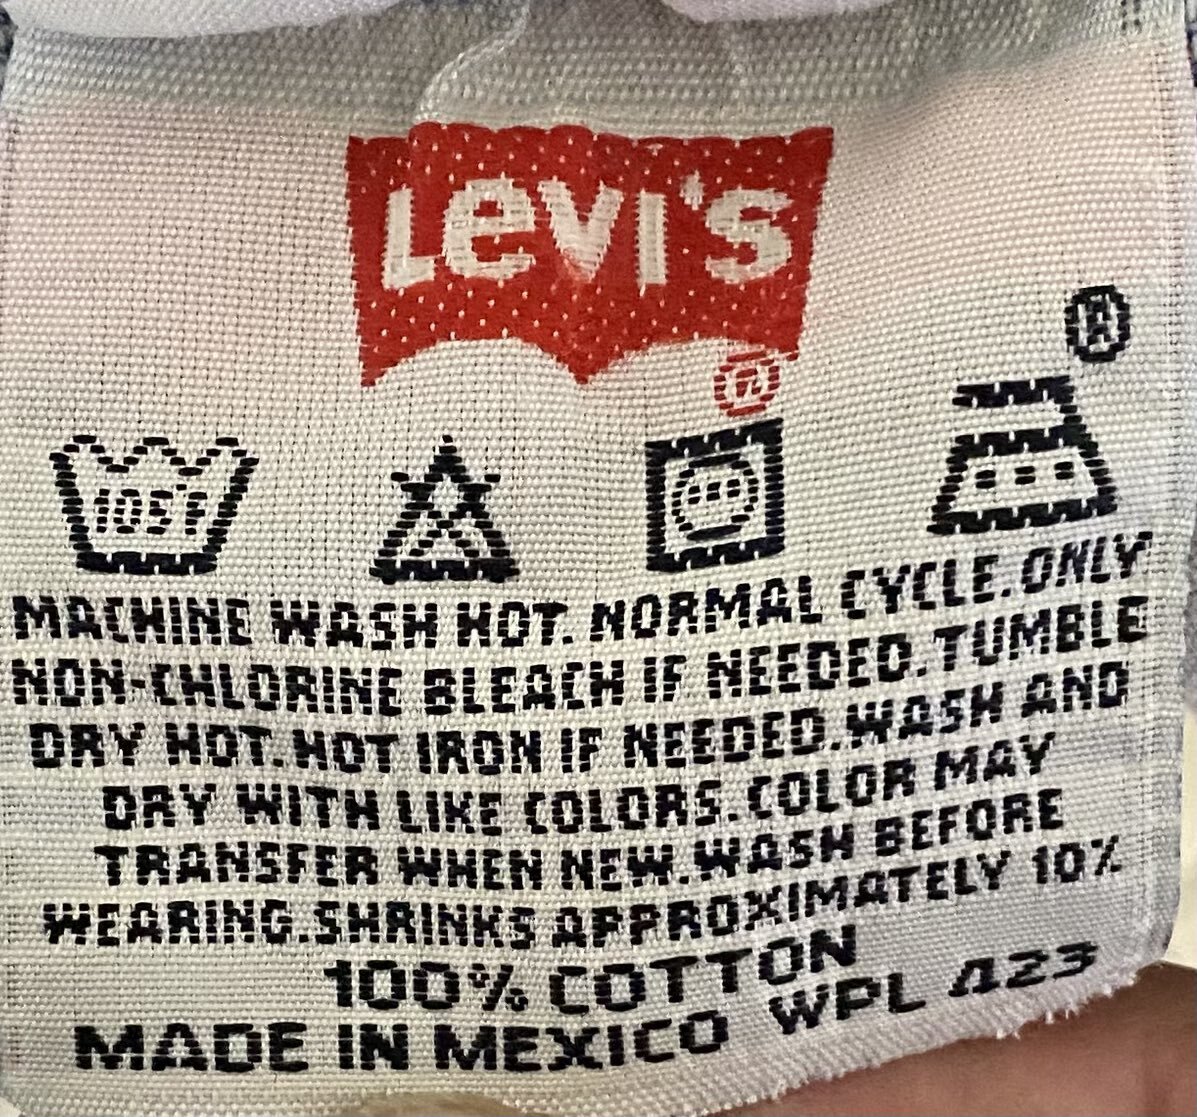 LEVI'S
®
®
105°F
MACHINE WASH HOT. NORMAL CYCLE. ONLY
NON-CHLORINE BLEACH IF NEEDED. TUMBLE
DRY HOT. HOT IRON IF NEEDED. WASH AND
DRY WITH LIKE COLORS. COLOR MAY
TRANSFER WHEN NEW. WASH BEFORE
WEARING. SHRINKS APPROXIMATELY 10%
100% COTTON
MADE IN MEXICO WPL 423